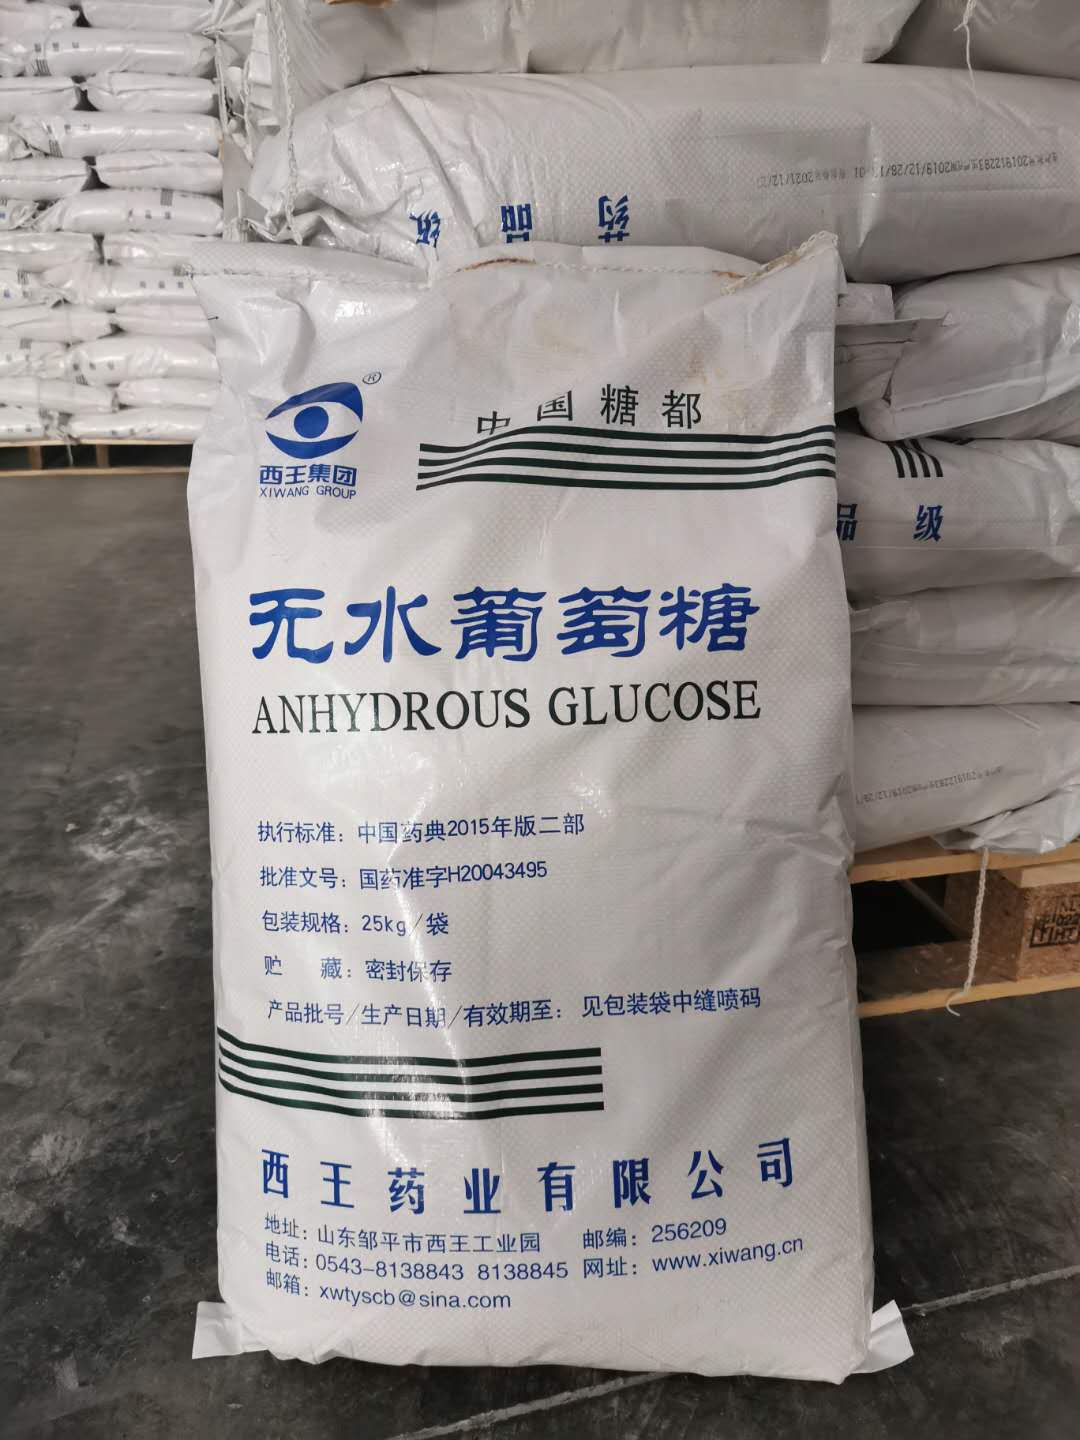 药品级
西王集团
XIWANG GROUP
®
中国糖都
品级
无水葡萄糖
ANHYDROUS GLUCOSE
执行标准：中国药典2015年版二部
批准文号：国药准字H20043495
包装规格：25kg/袋
贮 藏：密封保存
产品批号/生产日期/有效期至： 见包装袋中缝喷码
西王药业有限公司
地址：山东邹平市西王工业园 邮编：256209
电话：0543-8138843 8138845 网址：www.xiwang.cn
邮箱：xwtyscb@sina.com